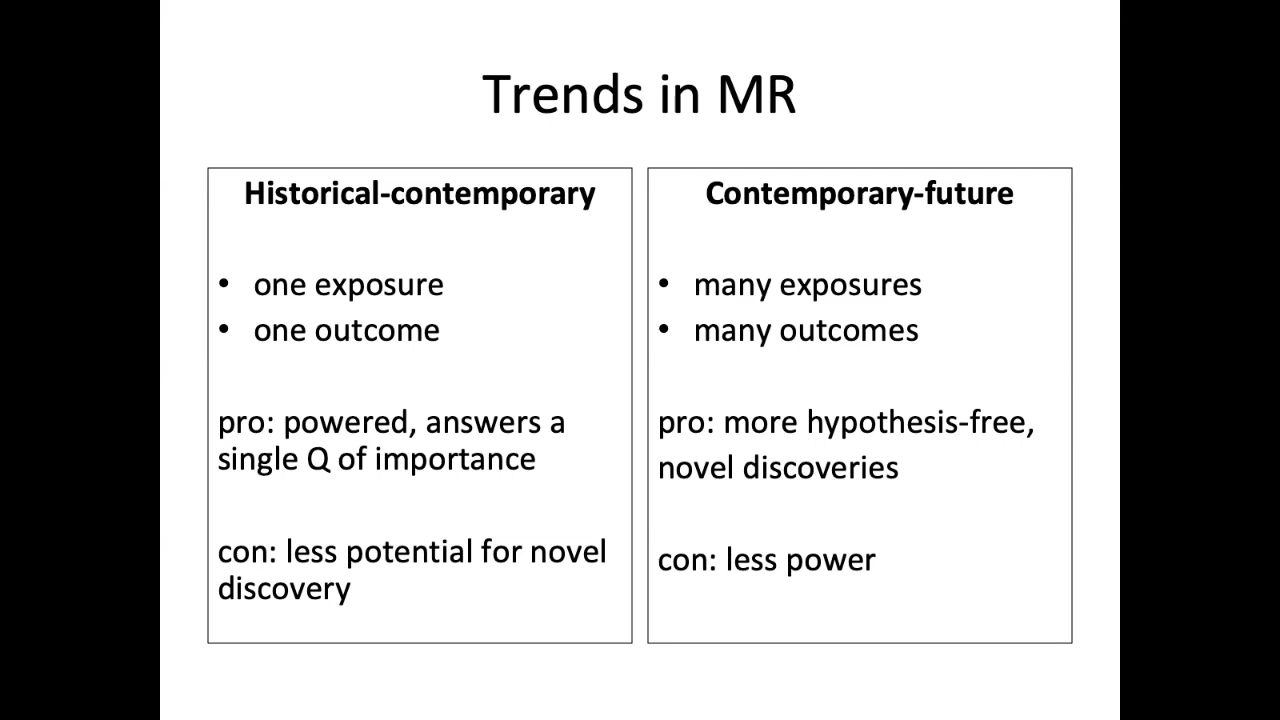 Trends in MR
Historical-contemporary
• one exposure
• one outcome
pro: powered, answers a
single Q of importance
con: less potential for novel
discovery
Contemporary-future
• many exposures
• many outcomes
pro: more hypothesis-free,
novel discoveries
con: less power